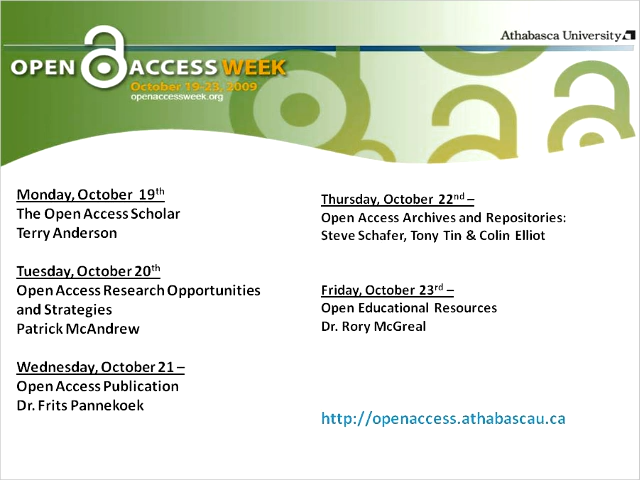 Athabasca University
OPEN ACCESS WEEK
October 19-23, 2009
openaccessweek.org
Monday, October 19th
The Open Access Scholar
Terry Anderson
Tuesday, October 20th
Open Access Research Opportunities
and Strategies
Patrick McAndrew
Wednesday, October 21 –
Open Access Publication
Dr. Frits Pannekoek
Thursday, October 22nd –
Open Access Archives and Repositories:
Steve Schafer, Tony Tin & Colin Elliot
Friday, October 23rd –
Open Educational Resources
Dr. Rory McGreal
http://openaccess.athabascau.ca